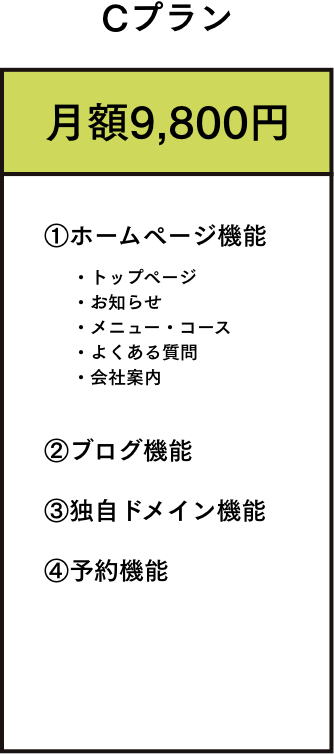 Cプラン
月額9,800円
①ホームページ機能
・トップページ
・お知らせ
・メニュー・コース
・よくある質問
・会社案内
②ブログ機能
③独自ドメイン機能
④予約機能